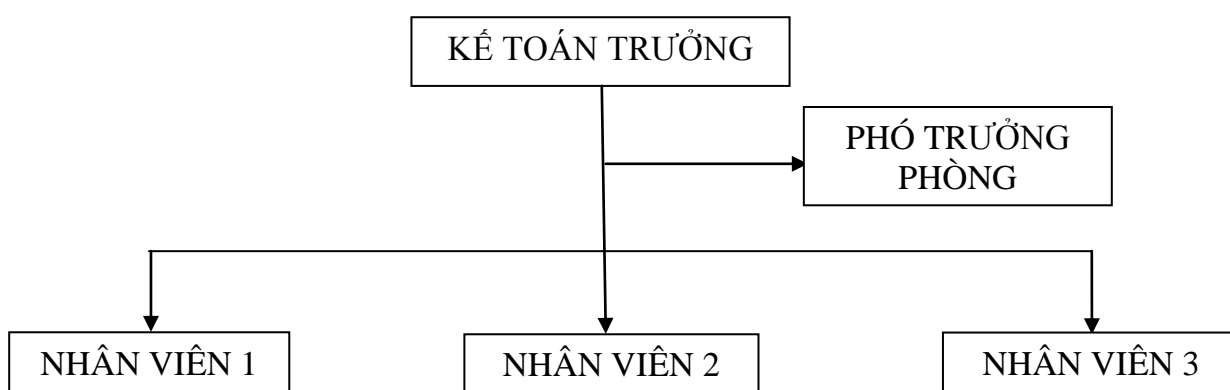 KẾ TOÁN TRƯỞNG
PHÓ TRƯỞNG
PHÒNG
NHÂN VIÊN 1
NHÂN VIÊN 2
NHÂN VIÊN 3